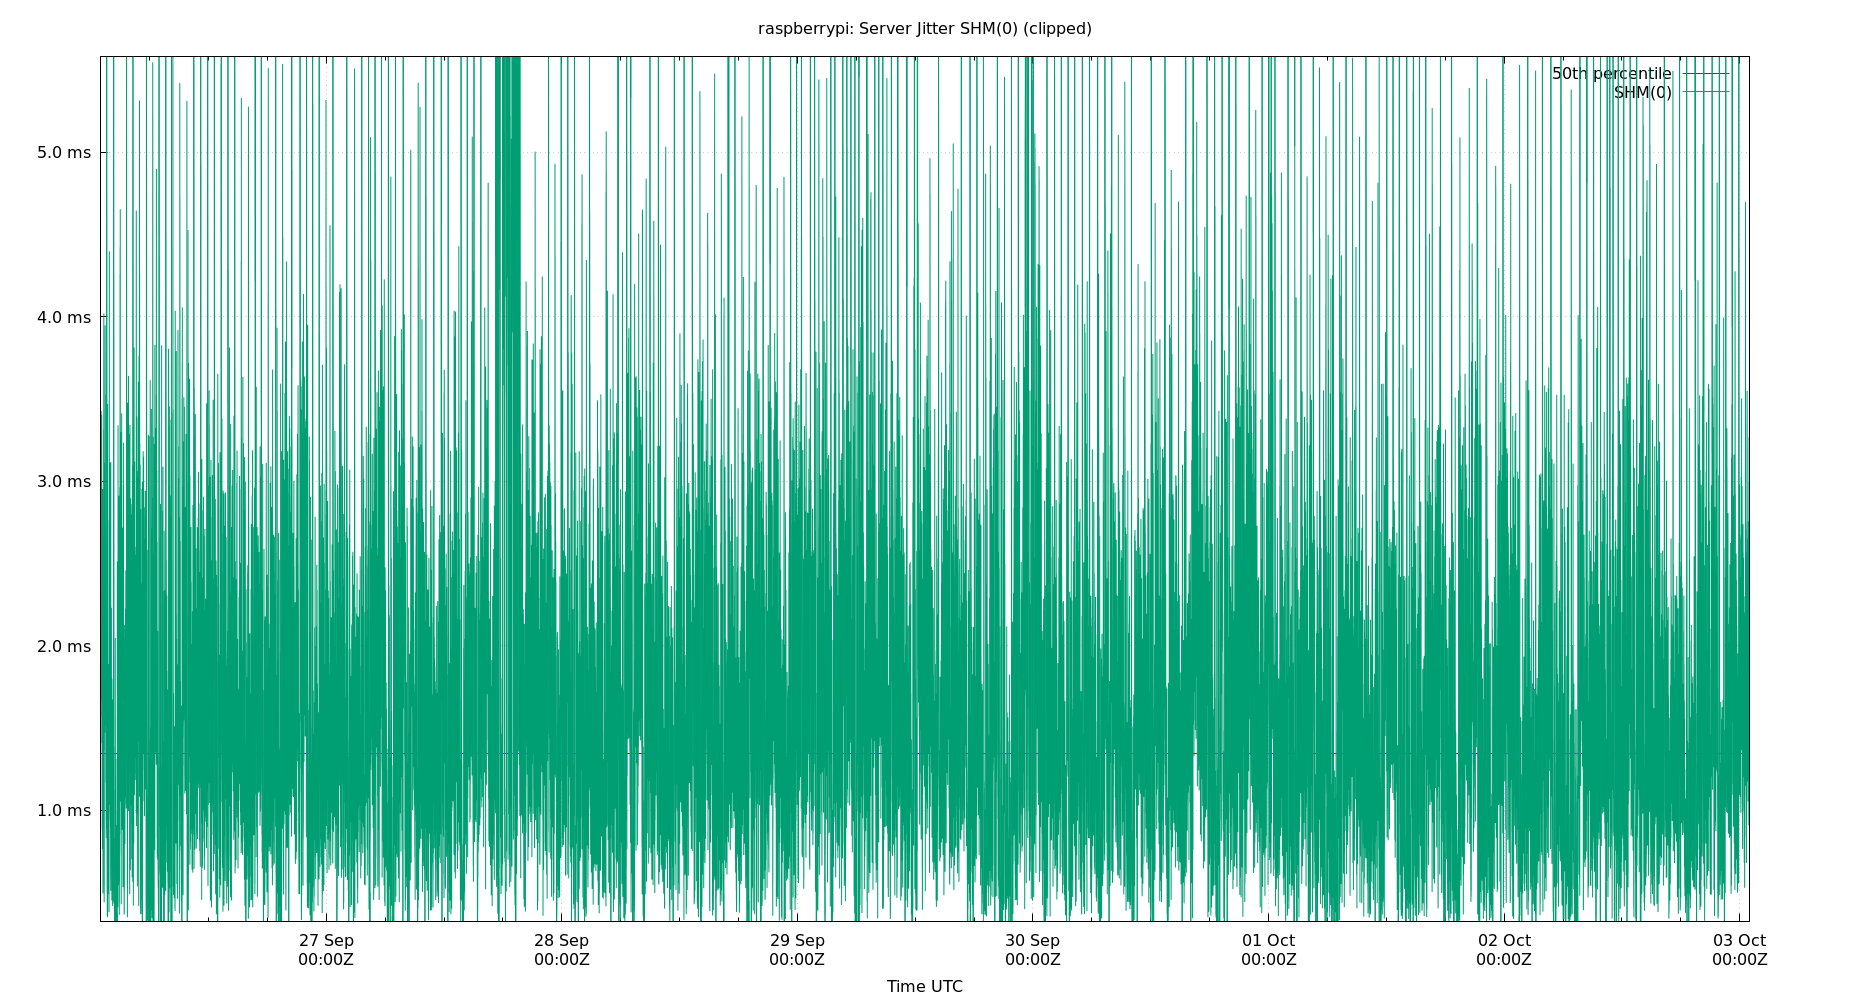 raspberrypi: Server Jitter SHM(0) (clipped)
50th percentile
SHM(0)
5.0 ms
4.0 ms
3.0 ms
2.0 ms
1.0 ms
27 Sep 28 Sep 29 Sep 30 Sep 01 Oct 02 Oct 03 Oct
00:00Z 00:00Z 00:00Z 00:00Z 00:00Z 00:00Z 00:00Z
Time UTC